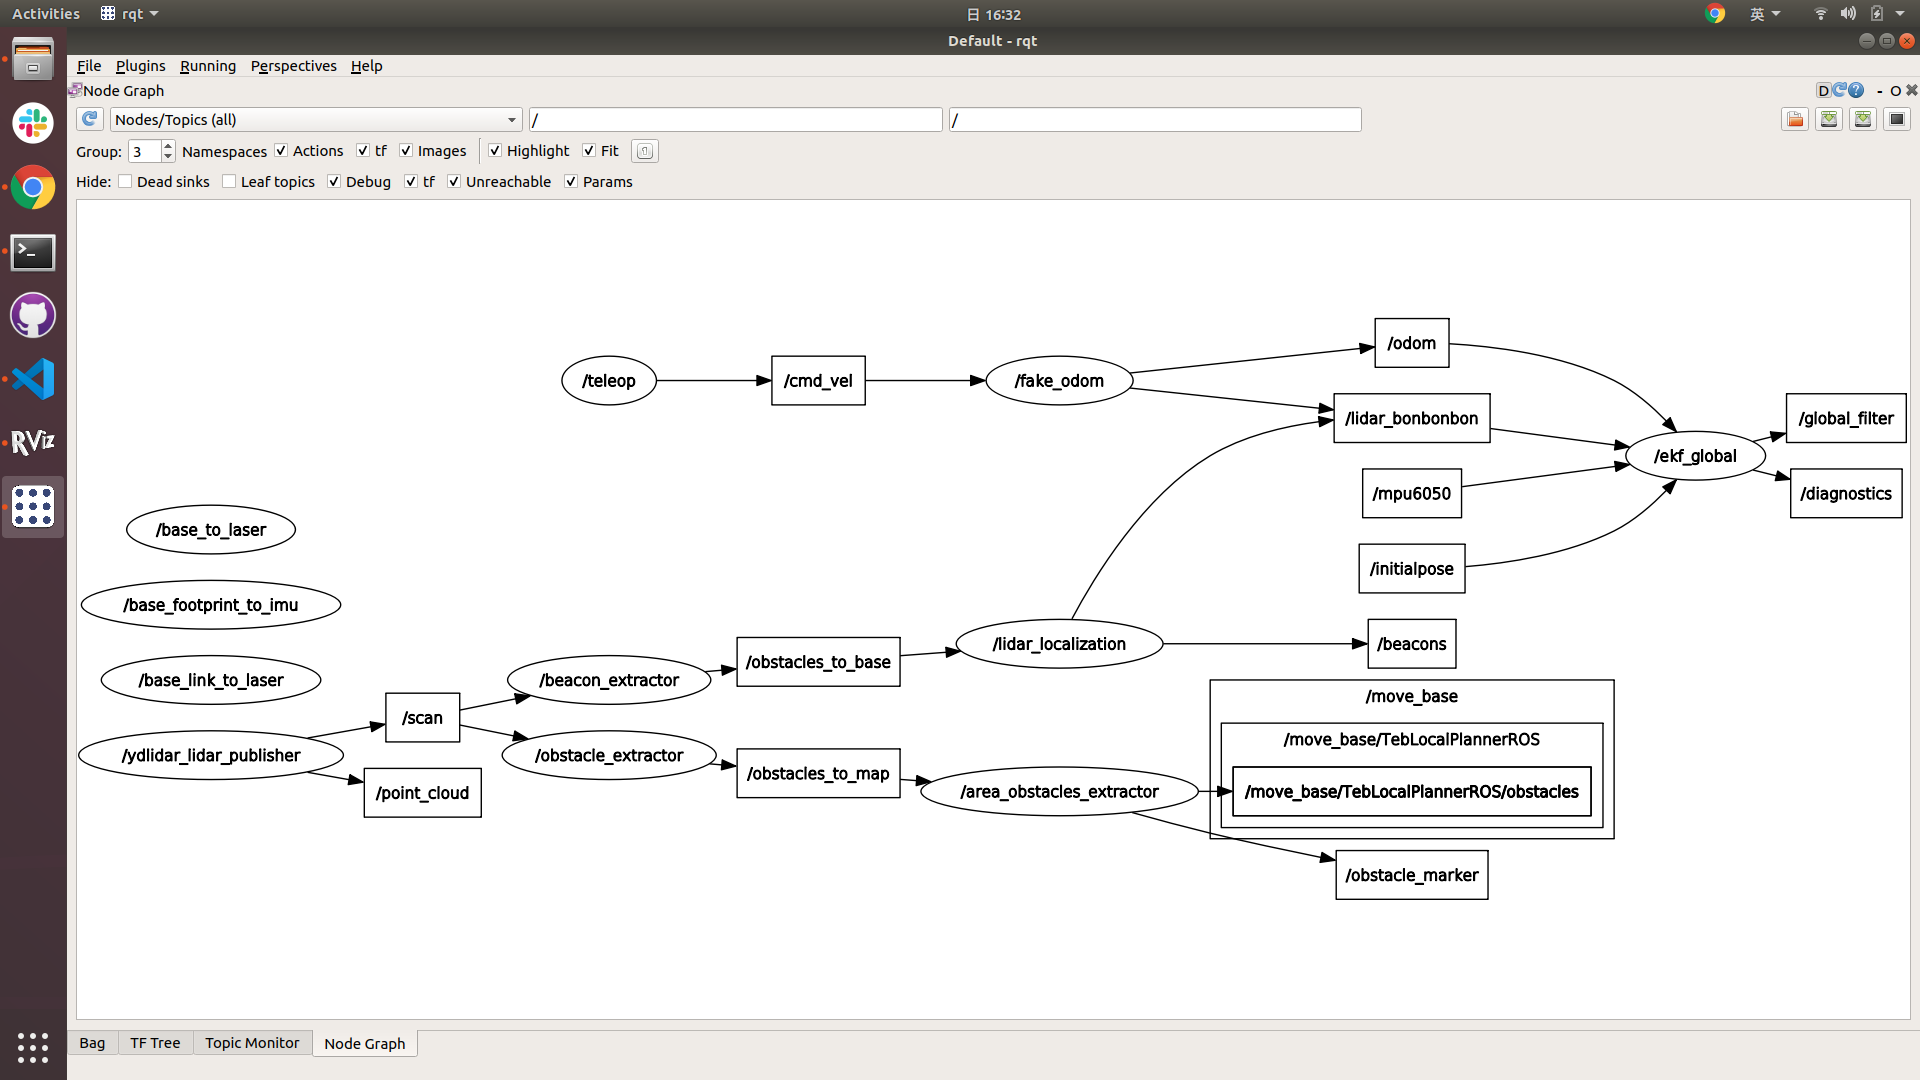 Activities rqt 日 16:32 英
Default - rqt
File Plugins Running Perspectives Help
Node Graph D - O
Nodes/Topics (all) / /
Group: 3 Namespaces Actions tf Images Highlight Fit
Hide: Dead sinks Leaf topics Debug tf Unreachable Params
/odom
/teleop /cmd_vel /fake_odom
/lidar_bonbonbon /global_filter
/ekf_global
/mpu6050 /diagnostics
/base_to_laser
/initialpose
/base_footprint_to_imu
/lidar_localization /beacons
/obstacles_to_base
/base_link_to_laser /beacon_extractor
/move_base
/scan
/move_base/TebLocalPlannerROS
/ydlidar_lidar_publisher /obstacle_extractor
/obstacles_to_map
/point_cloud /area_obstacles_extractor /move_base/TebLocalPlannerROS/obstacles
/obstacle_marker
RViz
>_
Bag TF Tree Topic Monitor Node Graph